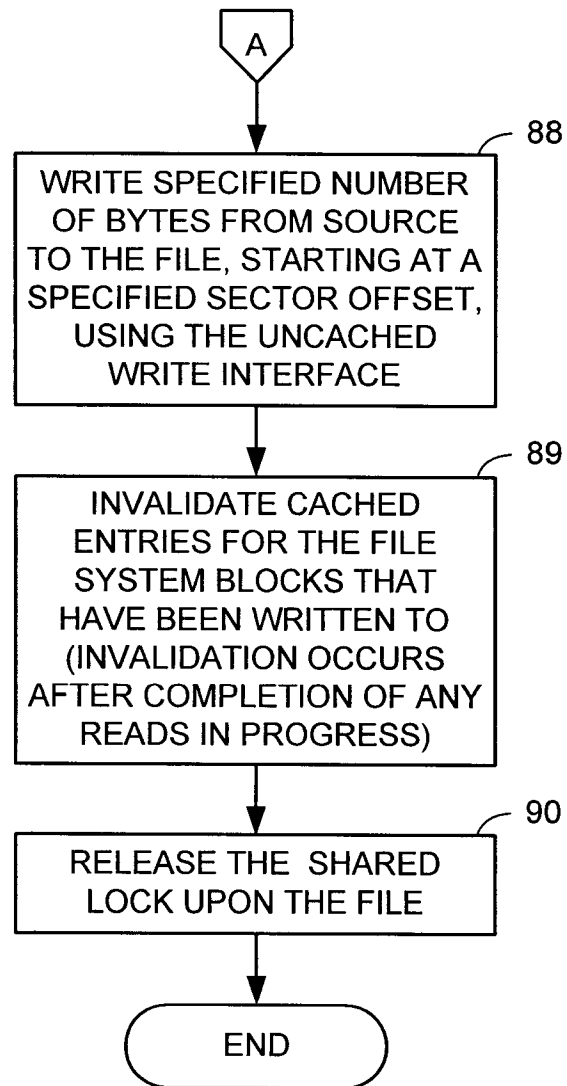 A
88
WRITE SPECIFIED NUMBER
OF BYTES FROM SOURCE
TO THE FILE, STARTING AT A
SPECIFIED SECTOR OFFSET,
USING THE UNCACHED
WRITE INTERFACE
89
INVALIDATE CACHED
ENTRIES FOR THE FILE
SYSTEM BLOCKS THAT
HAVE BEEN WRITTEN TO
(INVALIDATION OCCURS
AFTER COMPLETION OF ANY
READS IN PROGRESS)
90
RELEASE THE SHARED
LOCK UPON THE FILE
END